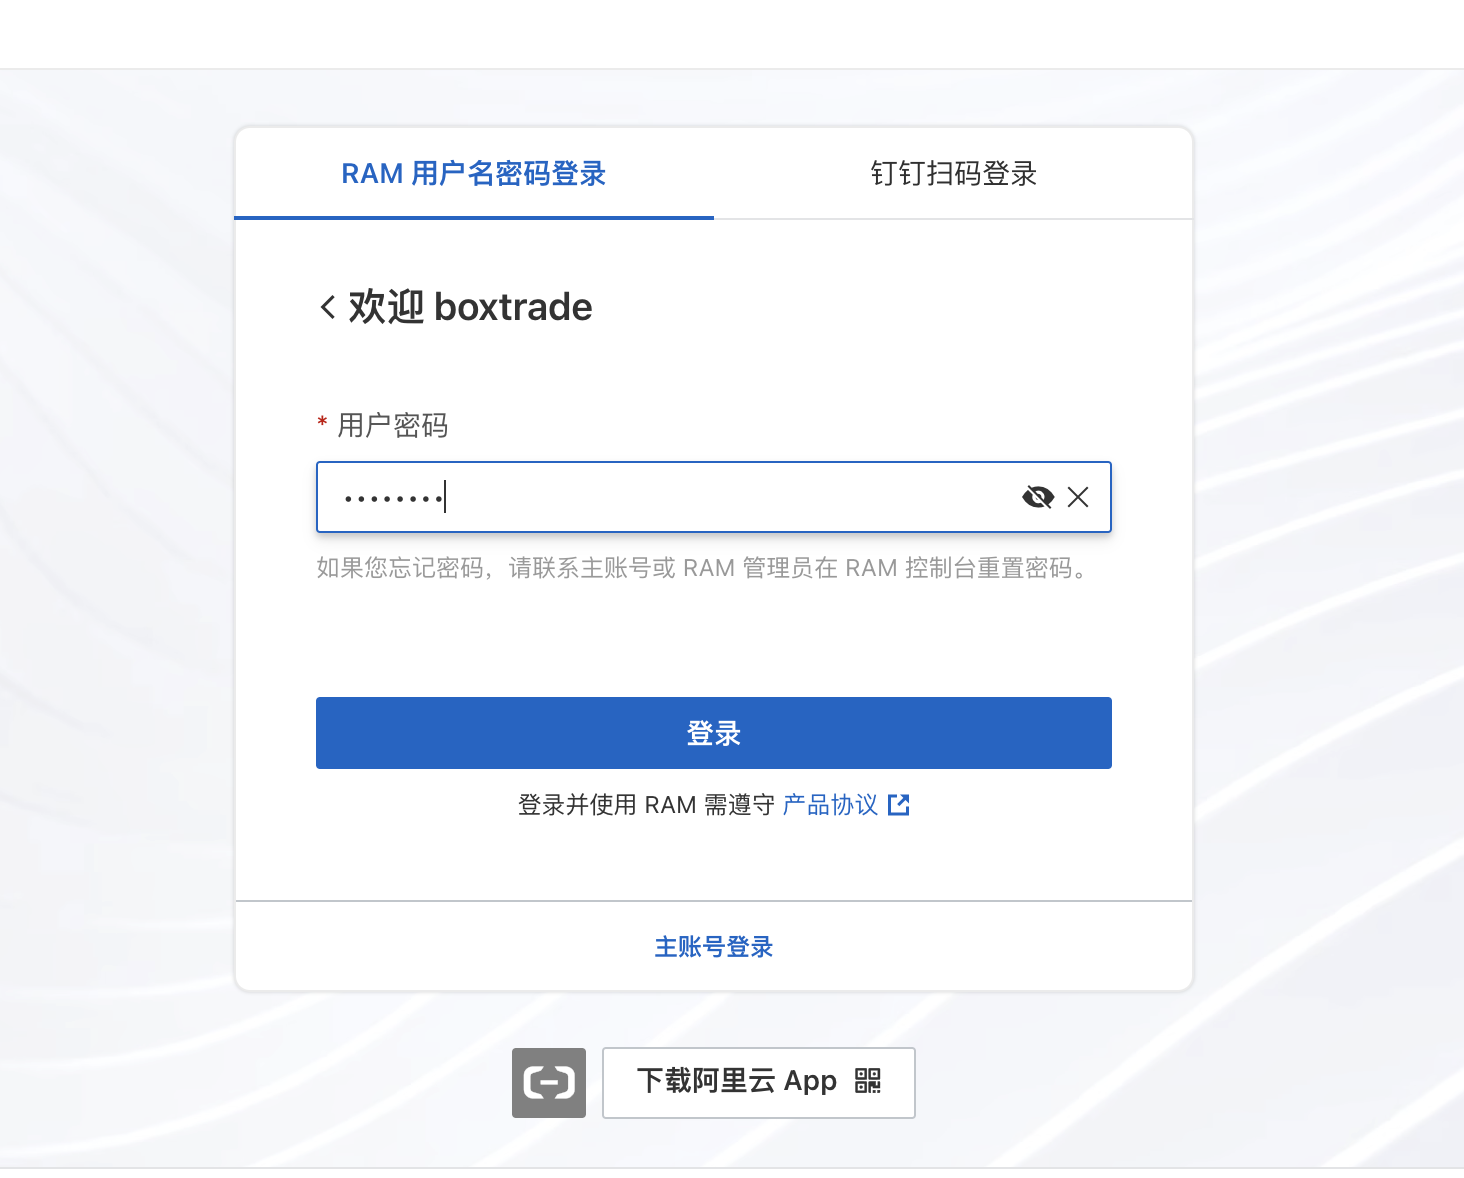 RAM 用户名密码登录
钉钉扫码登录
欢迎 boxtrade
* 用户密码
••••••••
如果您忘记密码，请联系主账号或 RAM 管理员在 RAM 控制台重置密码。
登录
登录并使用 RAM 需遵守 产品协议
主账号登录
下载阿里云 App